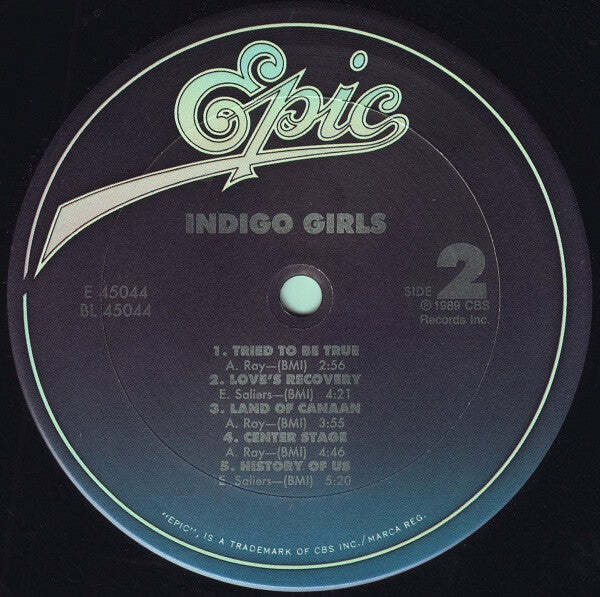 Epic
INDIGO GIRLS
E 45044
BL 45044
SIDE 2
℗ 1989 CBS
Records Inc.
1. TRIED TO BE TRUE
A. Ray—(BMI) 2:56
2. LOVE'S RECOVERY
E. Saliers—(BMI) 4:21
3. LAND OF CANAAN
A. Ray—(BMI) 3:55
4. CENTER STAGE
A. Ray—(BMI) 4:46
5. HISTORY OF US
E. Saliers—(BMI) 5:20
"EPIC", IS A TRADEMARK OF CBS INC./MARCA REG.